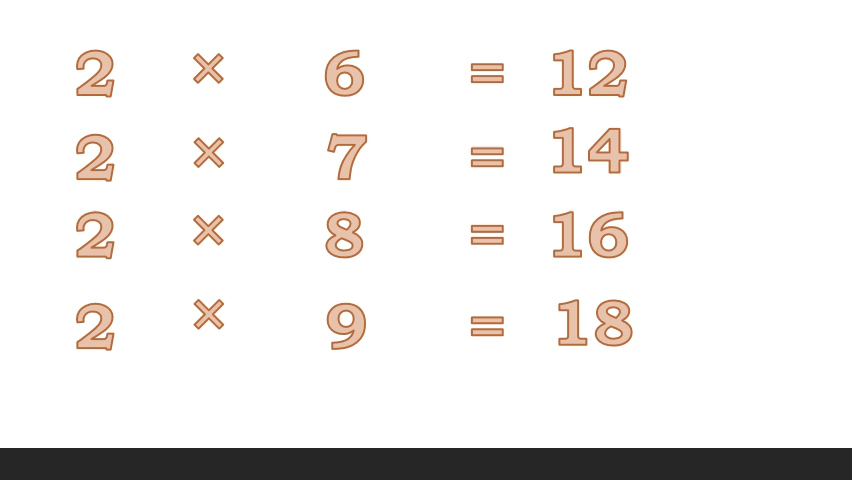 2 × 6 = 12
2 × 7 = 14
2 × 8 = 16
2 × 9 = 18